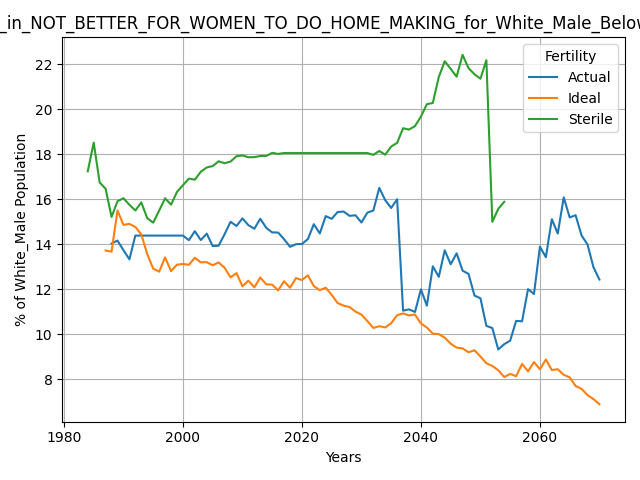 _in_NOT_BETTER_FOR_WOMEN_TO_DO_HOME_MAKING_for_White_Male_Below
Fertility
Actual
Ideal
Sterile
% of White_Male Population
22
20
18
16
14
12
10
8
1980
2000
2020
2040
2060
Years